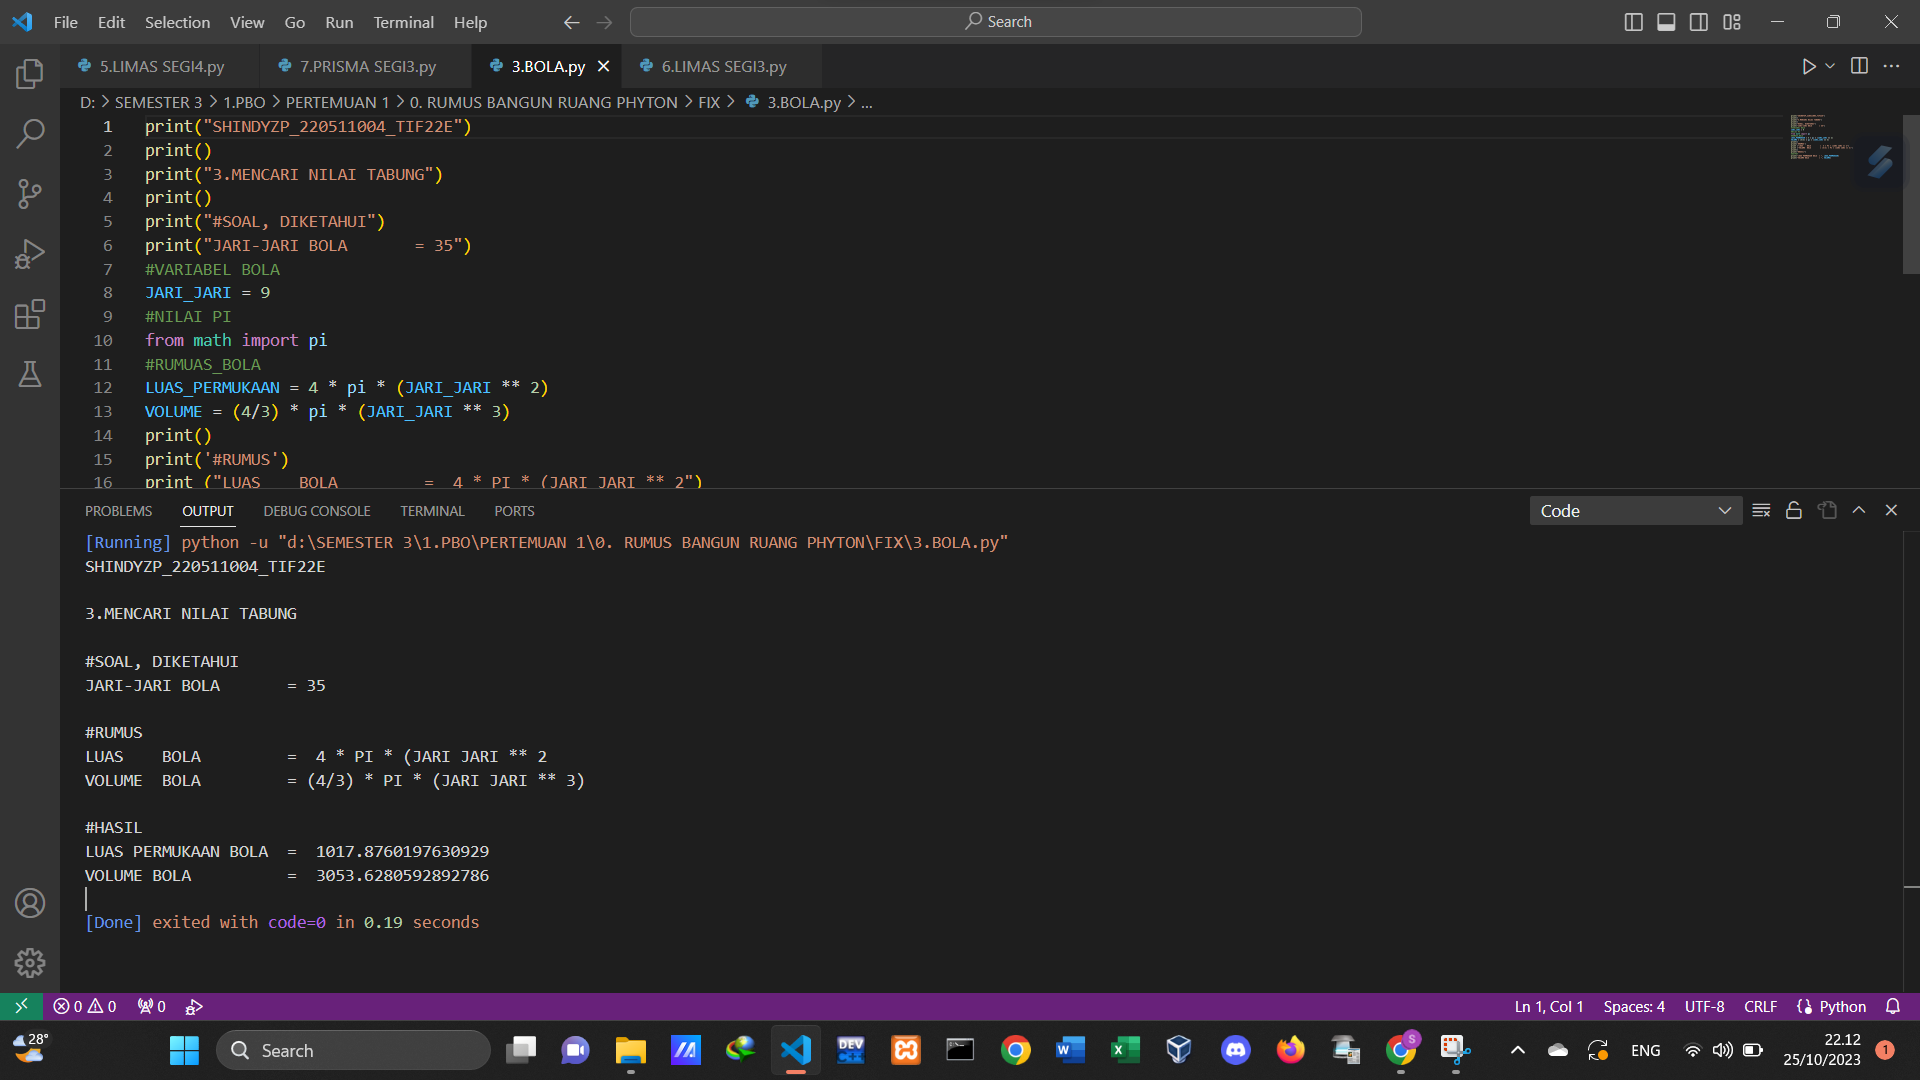 File Edit Selection View Go Run Terminal Help
Search
5.LIMAS SEGI4.py 7.PRISMA SEGI3.py 3.BOLA.py 6.LIMAS SEGI3.py
D: > SEMESTER 3 > 1.PBO > PERTEMUAN 1 > 0. RUMUS BANGUN RUANG PHYTON > FIX > 3.BOLA.py > ...
1 print("SHINDYZP_220511004_TIF22E")
2 print()
3 print("3.MENCARI NILAI TABUNG")
4 print()
5 print("#SOAL, DIKETAHUI")
6 print("JARI-JARI BOLA       = 35")
7 #VARIABEL BOLA
8 JARI_JARI = 9
9 #NILAI PI
10 from math import pi
11 #RUMUAS_BOLA
12 LUAS_PERMUKAAN = 4 * pi * (JARI_JARI ** 2)
13 VOLUME = (4/3) * pi * (JARI_JARI ** 3)
14 print()
15 print('#RUMUS')
16 print ("LUAS    BOLA         =  4 * PI * (JARI JARI ** 2")
PROBLEMS OUTPUT DEBUG CONSOLE TERMINAL PORTS
Code
[Running] python -u "d:\SEMESTER 3\1.PBO\PERTEMUAN 1\0. RUMUS BANGUN RUANG PHYTON\FIX\3.BOLA.py"
SHINDYZP_220511004_TIF22E
3.MENCARI NILAI TABUNG
#SOAL, DIKETAHUI
JARI-JARI BOLA       = 35
#RUMUS
LUAS    BOLA         =  4 * PI * (JARI JARI ** 2
VOLUME  BOLA         = (4/3) * PI * (JARI JARI ** 3)
#HASIL
LUAS PERMUKAAN BOLA  =  1017.8760197630929
VOLUME BOLA          =  3053.6280592892786
[Done] exited with code=0 in 0.19 seconds
0 0 0
Ln 1, Col 1 Spaces: 4 UTF-8 CRLF Python
28°
Search
DEV C++
S
ENG
22.12
25/10/2023
1